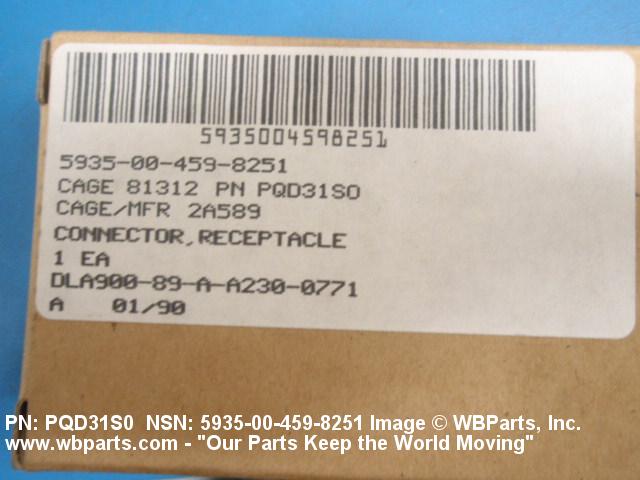 5935004598251
5935-00-459-8251
CAGE 81312 PN PQD31SO
CAGE/MFR 2A589
CONNECTOR,RECEPTACLE
1 EA
DLA900-89-A-A230-0771
A 01/90
PN: PQD31S0 NSN: 5935-00-459-8251 Image © WBParts, Inc.
www.wbparts.com - "Our Parts Keep the World Moving"